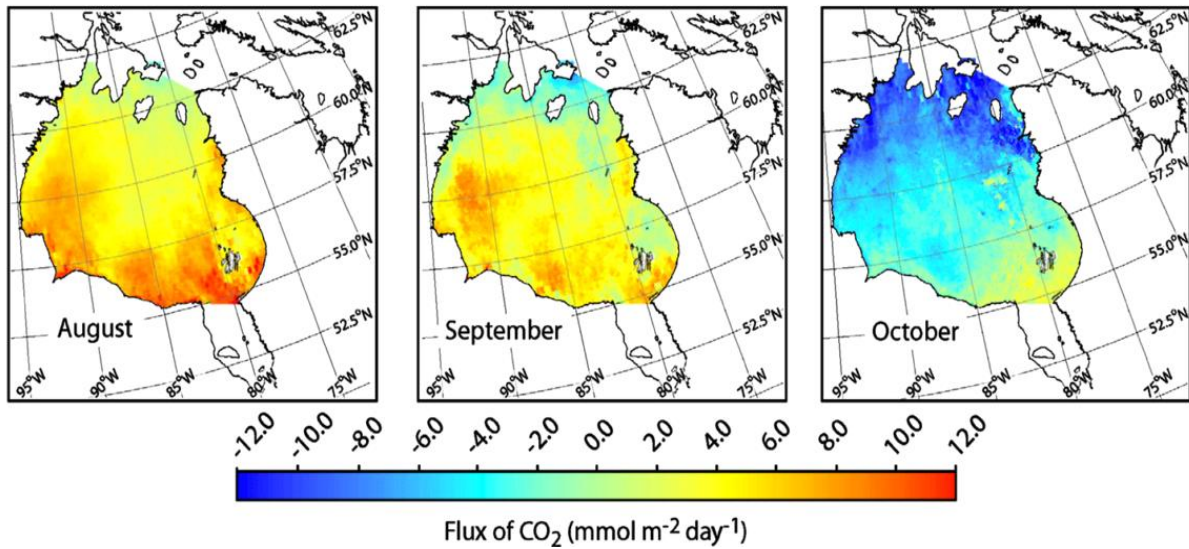 62.5°N
60.0°N
57.5°N
55.0°N
52.5°N
August
95°W
90°W
85°W
80°W
75°W
62.5°N
60.0°N
57.5°N
55.0°N
52.5°N
September
95°W
90°W
85°W
80°W
75°W
62.5°N
60.0°N
57.5°N
55.0°N
52.5°N
October
95°W
90°W
85°W
80°W
75°W
-12.0 -10.0 -8.0 -6.0 -4.0 -2.0 0.0 2.0 4.0 6.0 8.0 10.0 12.0
Flux of CO₂ (mmol m⁻² day⁻¹)